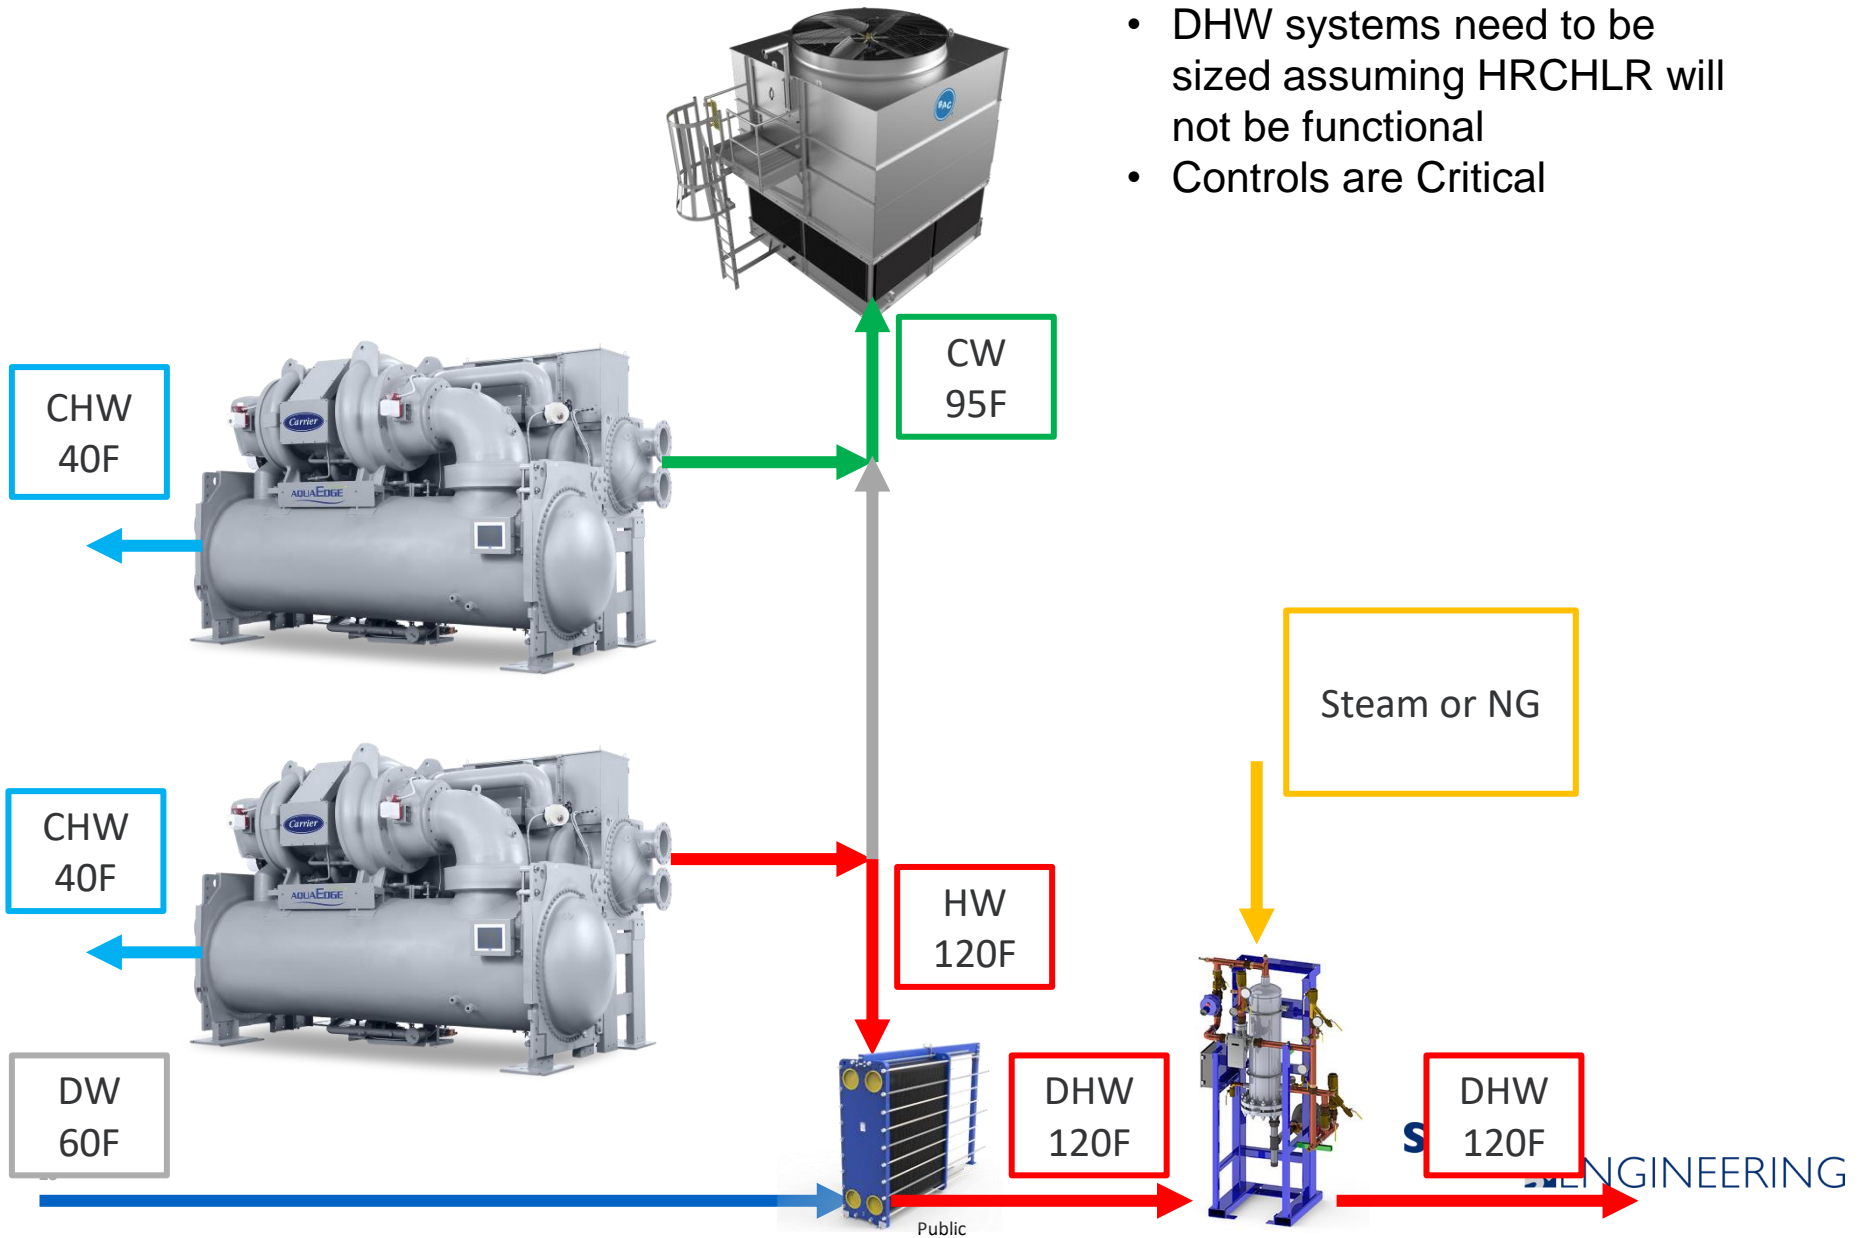 • DHW systems need to be
sized assuming HRCHLR will
not be functional
• Controls are Critical
BAC
CW
95F
CHW
40F
Carrier
AQUAEDGE
Steam or NG
CHW
40F
Carrier
AQUAEDGE
HW
120F
DW
60F
DHW
120F
DHW
120F
S
ENGINEERING
Public